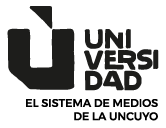 Ù UNI
VERSI
DAD
EL SISTEMA DE MEDIOS
DE LA UNCUYO